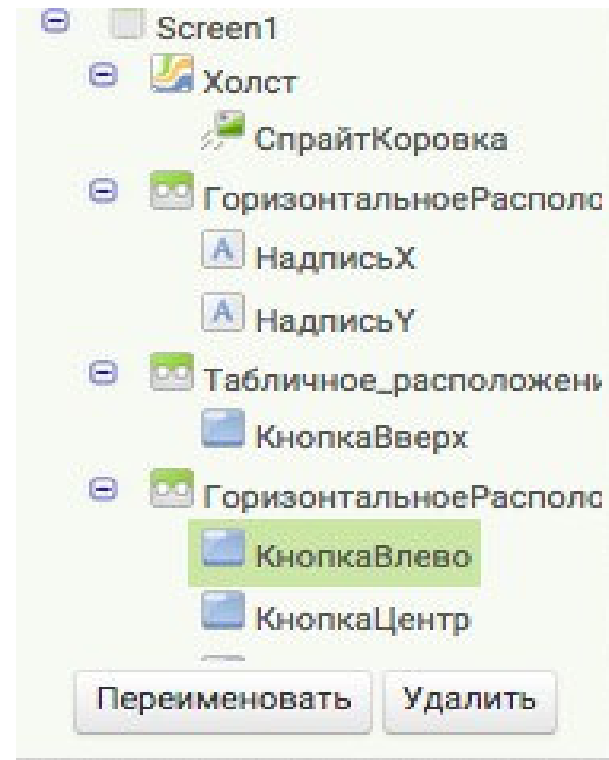 Screen1
Холст
СпрайтКоровка
ГоризонтальноеРасполо
НадписьX
НадписьY
Табличное_расположени
КнопкаВверх
ГоризонтальноеРасполо
КнопкаВлево
КнопкаЦентр
Переименовать Удалить